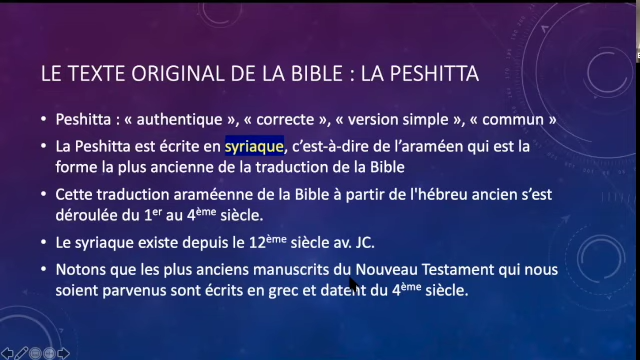 LE TEXTE ORIGINAL DE LA BIBLE : LA PESHITTA
• Peshitta : « authentique », « correcte », « version simple », « commun »
• La Peshitta est écrite en syriaque, c'est-à-dire de l'araméen qui est la
forme la plus ancienne de la traduction de la Bible
• Cette traduction araméenne de la Bible à partir de l'hébreu ancien s'est
déroulée du 1er au 4ème siècle.
• Le syriaque existe depuis le 12ème siècle av. JC.
• Notons que les plus anciens manuscrits du Nouveau Testament qui nous
soient parvenus sont écrits en grec et datent du 4ème siècle.